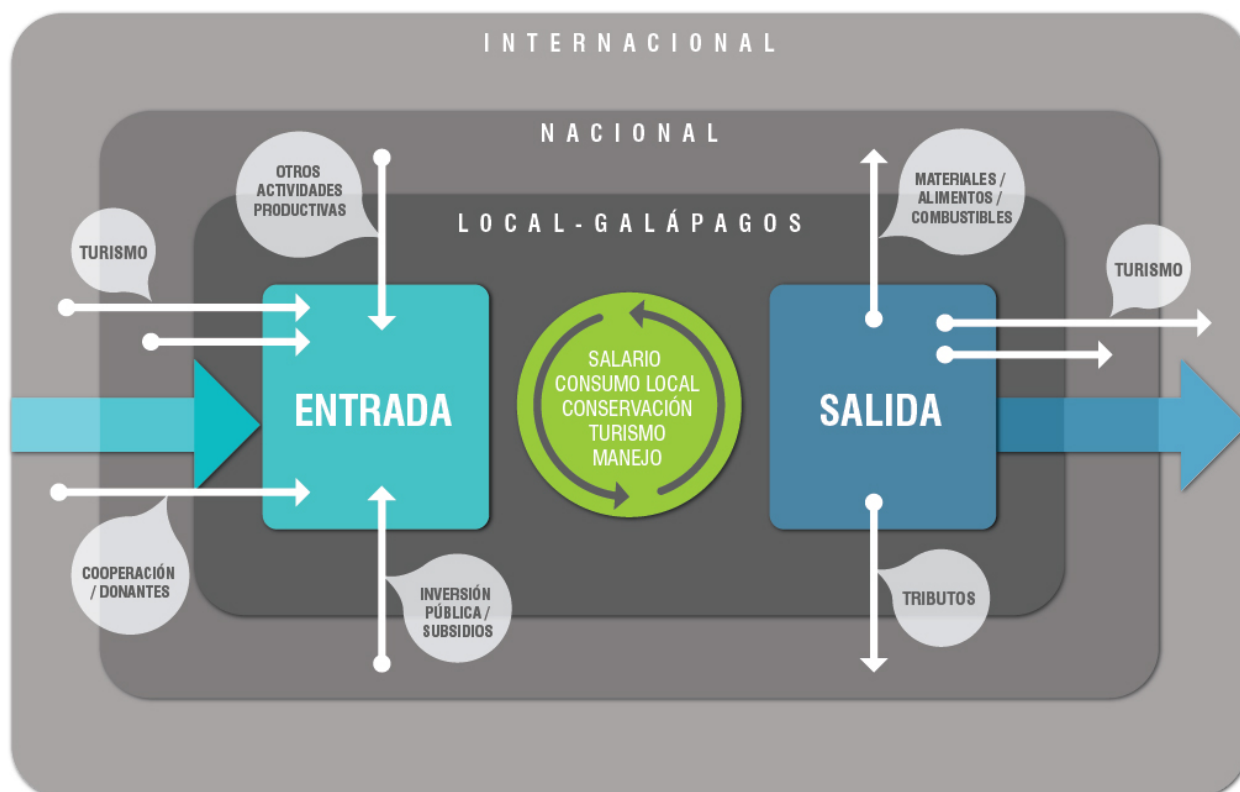 INTERNACIONAL
NACIONAL
OTROS
ACTIVIDADES
PRODUCTIVAS
MATERIALES /
ALIMENTOS /
COMBUSTIBLES
LOCAL-GALÁPAGOS
TURISMO
TURISMO
ENTRADA
SALARIO
CONSUMO LOCAL
CONSERVACIÓN
TURISMO
MANEJO
SALIDA
COOPERACIÓN
/ DONANTES
INVERSIÓN
PÚBLICA /
SUBSIDIOS
TRIBUTOS